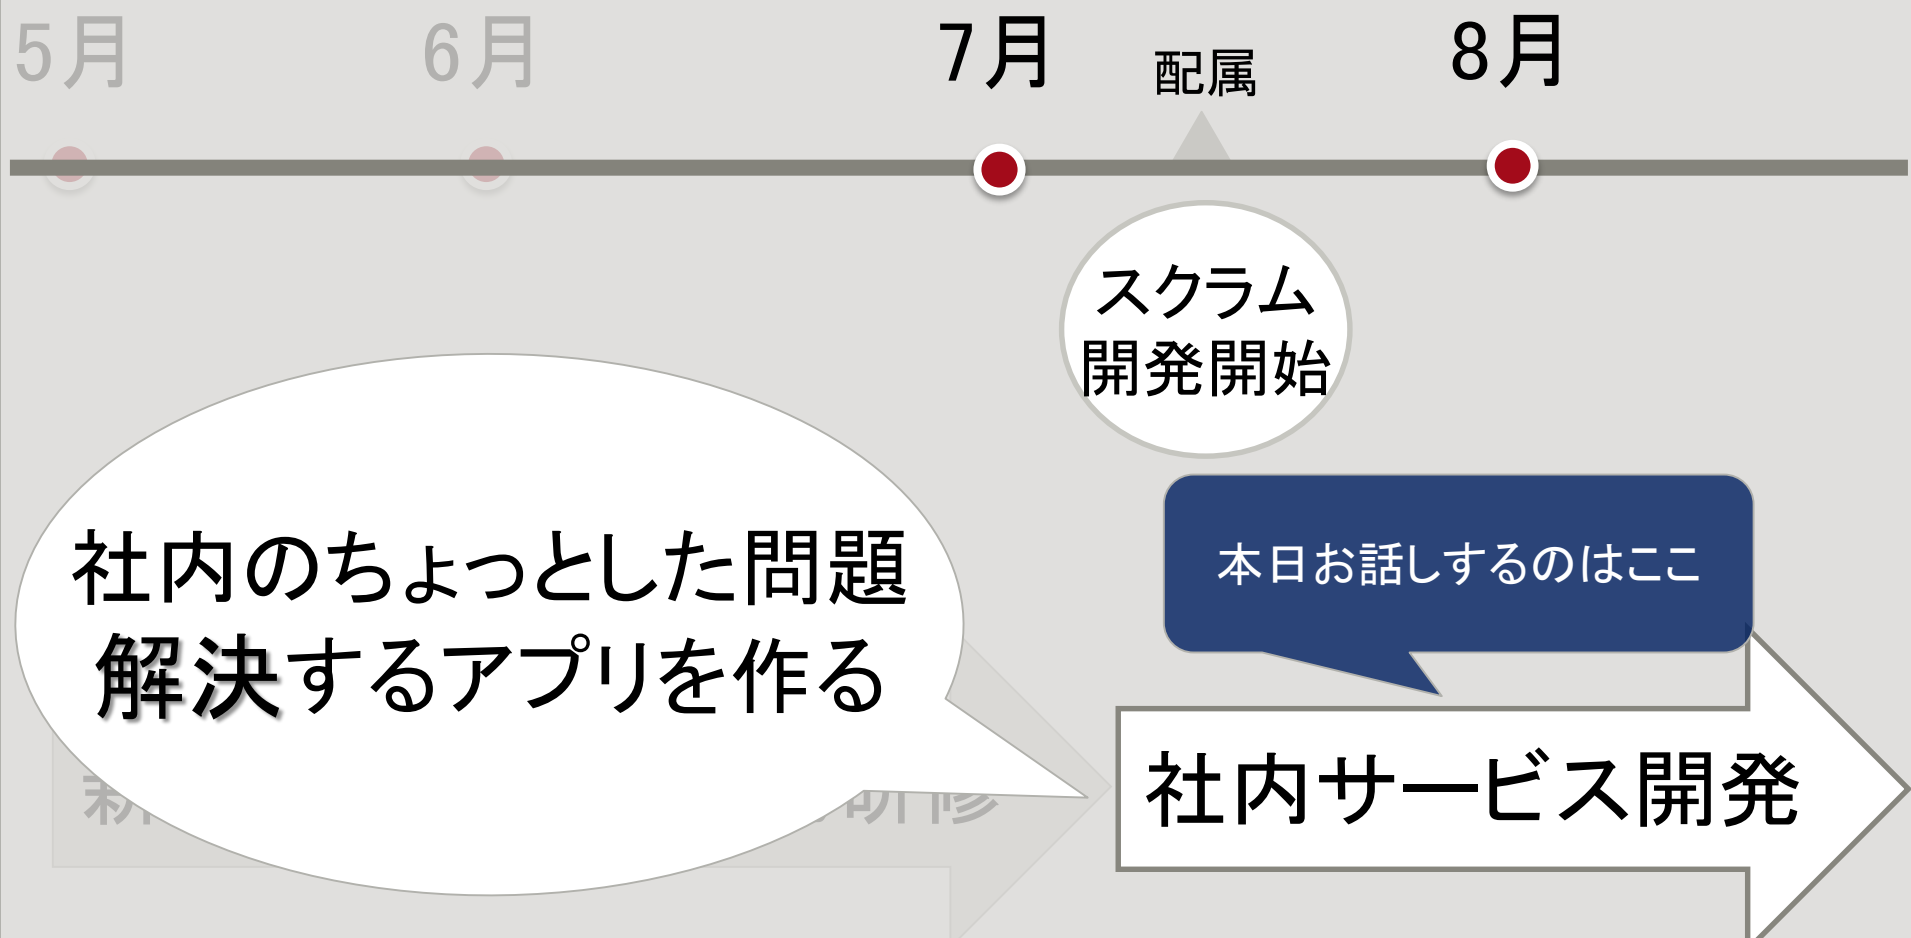 5月
6月
7月
配属
8月
スクラム
開発開始
社内のちょっとした問題
解決するアプリを作る
本日お話しするのはここ
研修
社内サービス開発